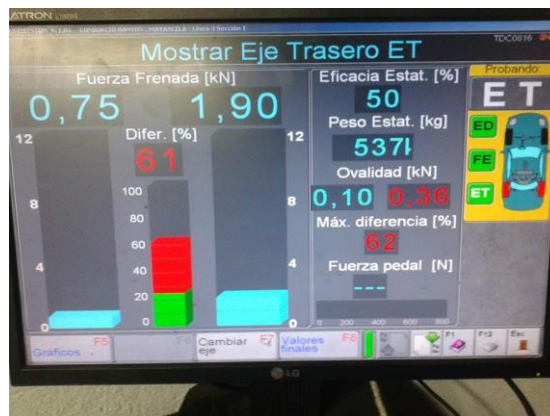 Mostrar Eje Trasero ET
TDC0816
Fuerza Frenada [kN]
0,75 1,90
Difer. [%]
61
12
8
4
0
100
80
60
40
20
0
12
8
4
0
Eficacia Estat. [%]
50
Peso Estat. [kg]
537
Ovalidad [kN]
0,10 0,36
Máx. diferencia [%]
62
Fuerza pedal [N]
---
0 200 400 600 800
Probando:
ET
ED
FE
ET
F5
Gráficos
F6
Cambiar eje F7
Valores finales F8
F1
F12
Esc
LG